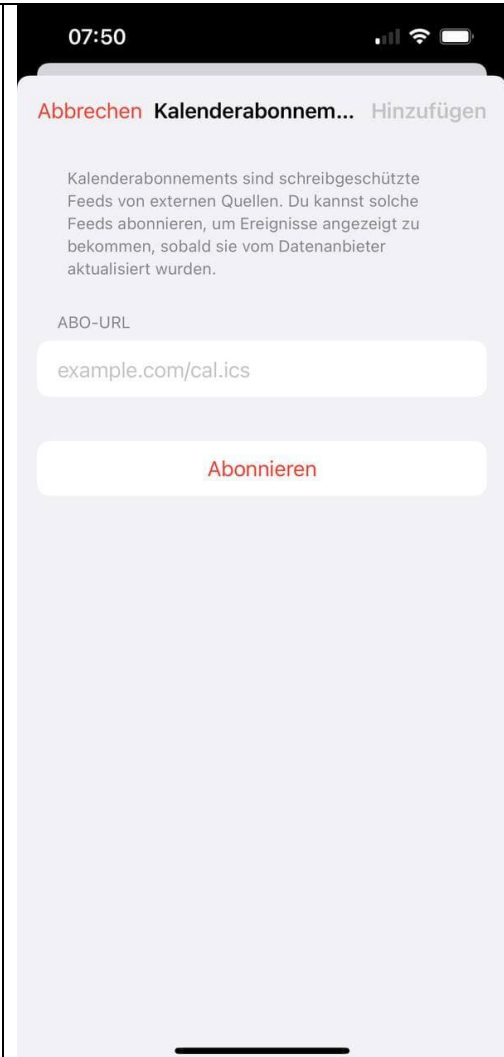 07:50
Abbrechen Kalenderabonnem... Hinzufügen
Kalenderabonnements sind schreibgeschützte
Feeds von externen Quellen. Du kannst solche
Feeds abonnieren, um Ereignisse angezeigt zu
bekommen, sobald sie vom Datenanbieter
aktualisiert wurden.
ABO-URL
example.com/cal.ics
Abonnieren